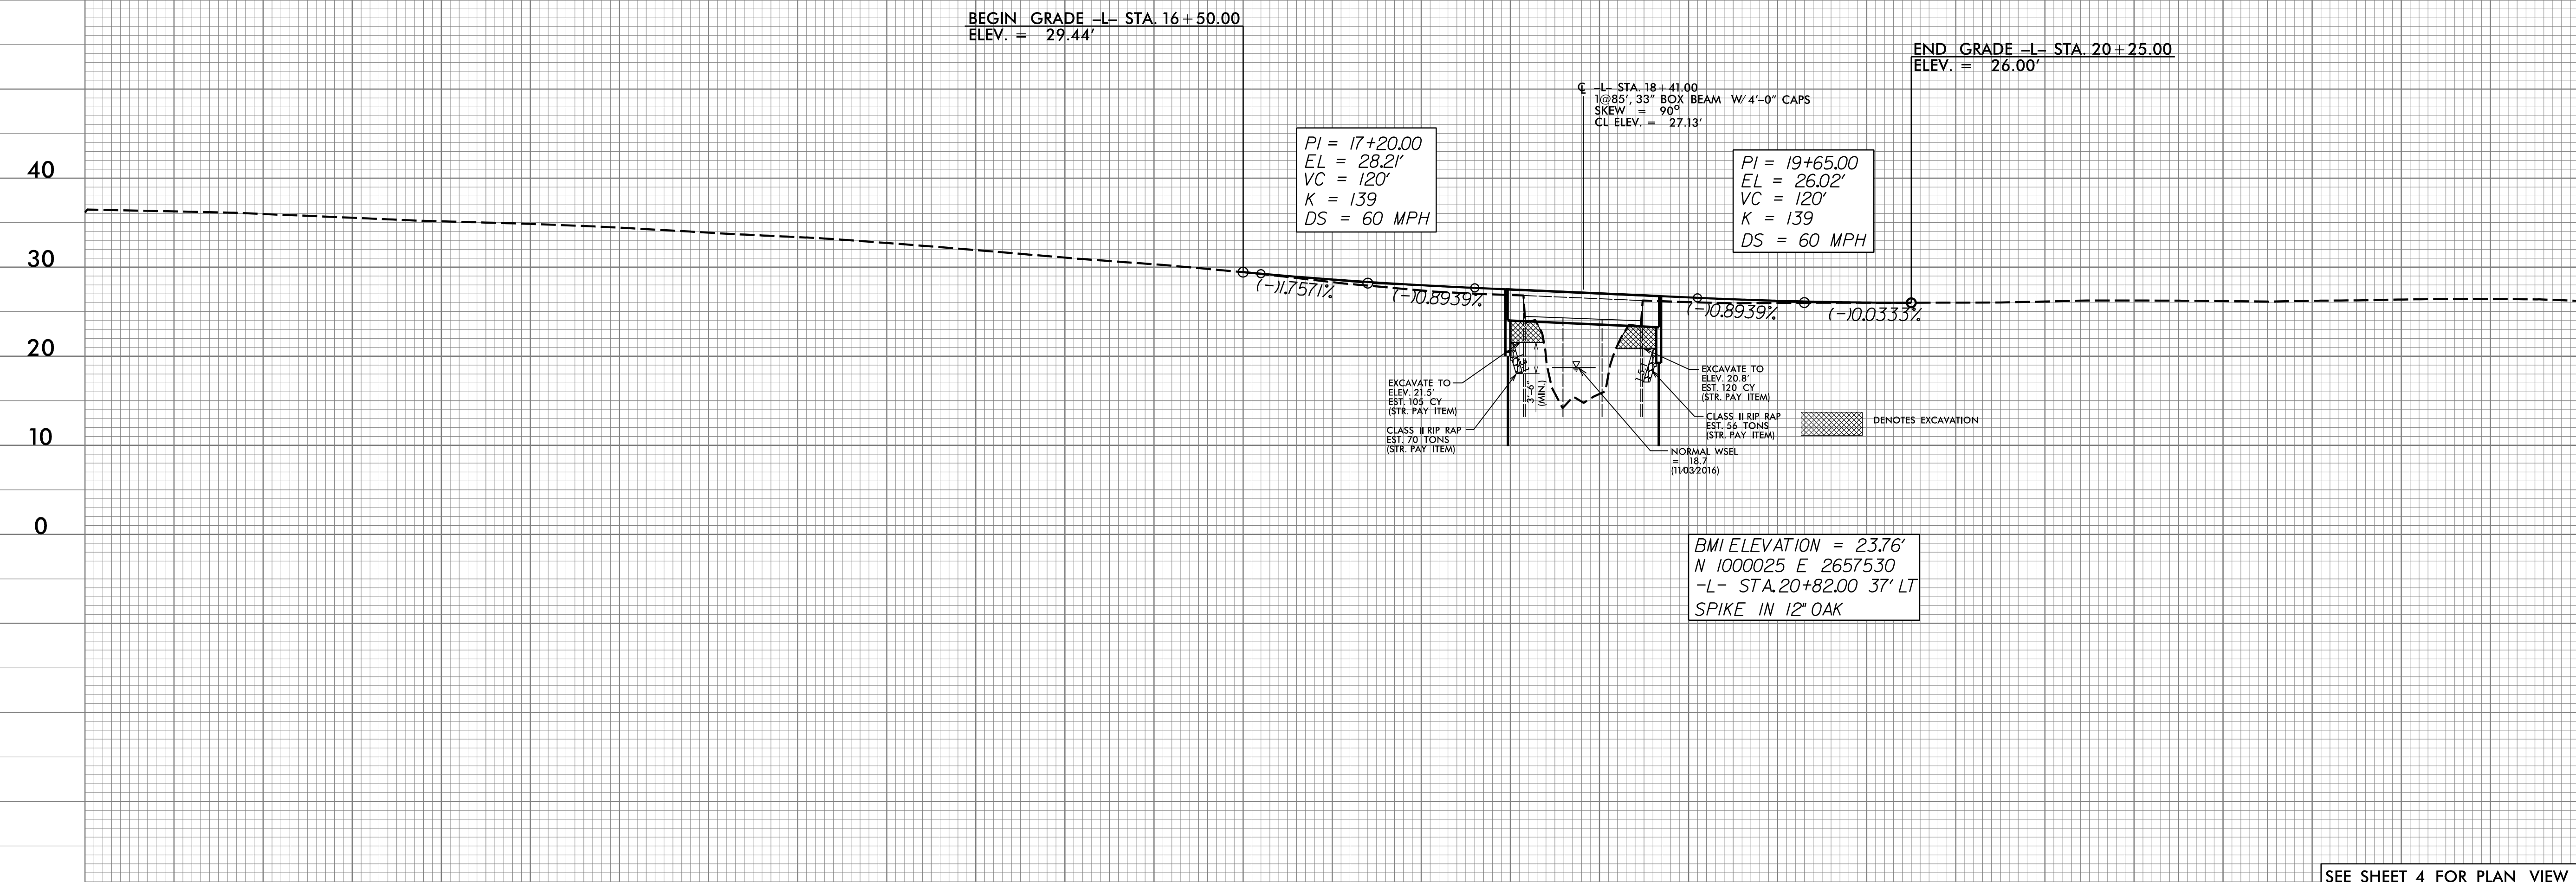 BEGIN GRADE -L- STA. 16+50.00
ELEV. = 29.44'
END GRADE -L- STA. 20+25.00
ELEV. = 26.00'
℄ -L- STA. 18+41.00
1@85', 33" BOX BEAM W/ 4'-0" CAPS
SKEW = 90°
CL ELEV. = 27.13'
PI = 17+20.00
EL = 28.21'
VC = 120'
K = 139
DS = 60 MPH
PI = 19+65.00
EL = 26.02'
VC = 120'
K = 139
DS = 60 MPH
40
30
20
10
0
(-)1.7571%
(-)0.8939%
(-)0.8939%
(-)0.0333%
EXCAVATE TO
ELEV. 21.5'
EST. 105 CY
(STR. PAY ITEM)
CLASS II RIP RAP
EST. 70 TONS
(STR. PAY ITEM)
3'-6"
(MIN)
EXCAVATE TO
ELEV. 20.8'
EST. 120 CY
(STR. PAY ITEM)
CLASS II RIP RAP
EST. 56 TONS
(STR. PAY ITEM)
DENOTES EXCAVATION
NORMAL WSEL
= 18.7
(11/03/2016)
BM1 ELEVATION = 23.76'
N 1000025 E 2657530
-L- STA.20+82.00 37' LT
SPIKE IN 12" OAK
SEE SHEET 4 FOR PLAN VIEW